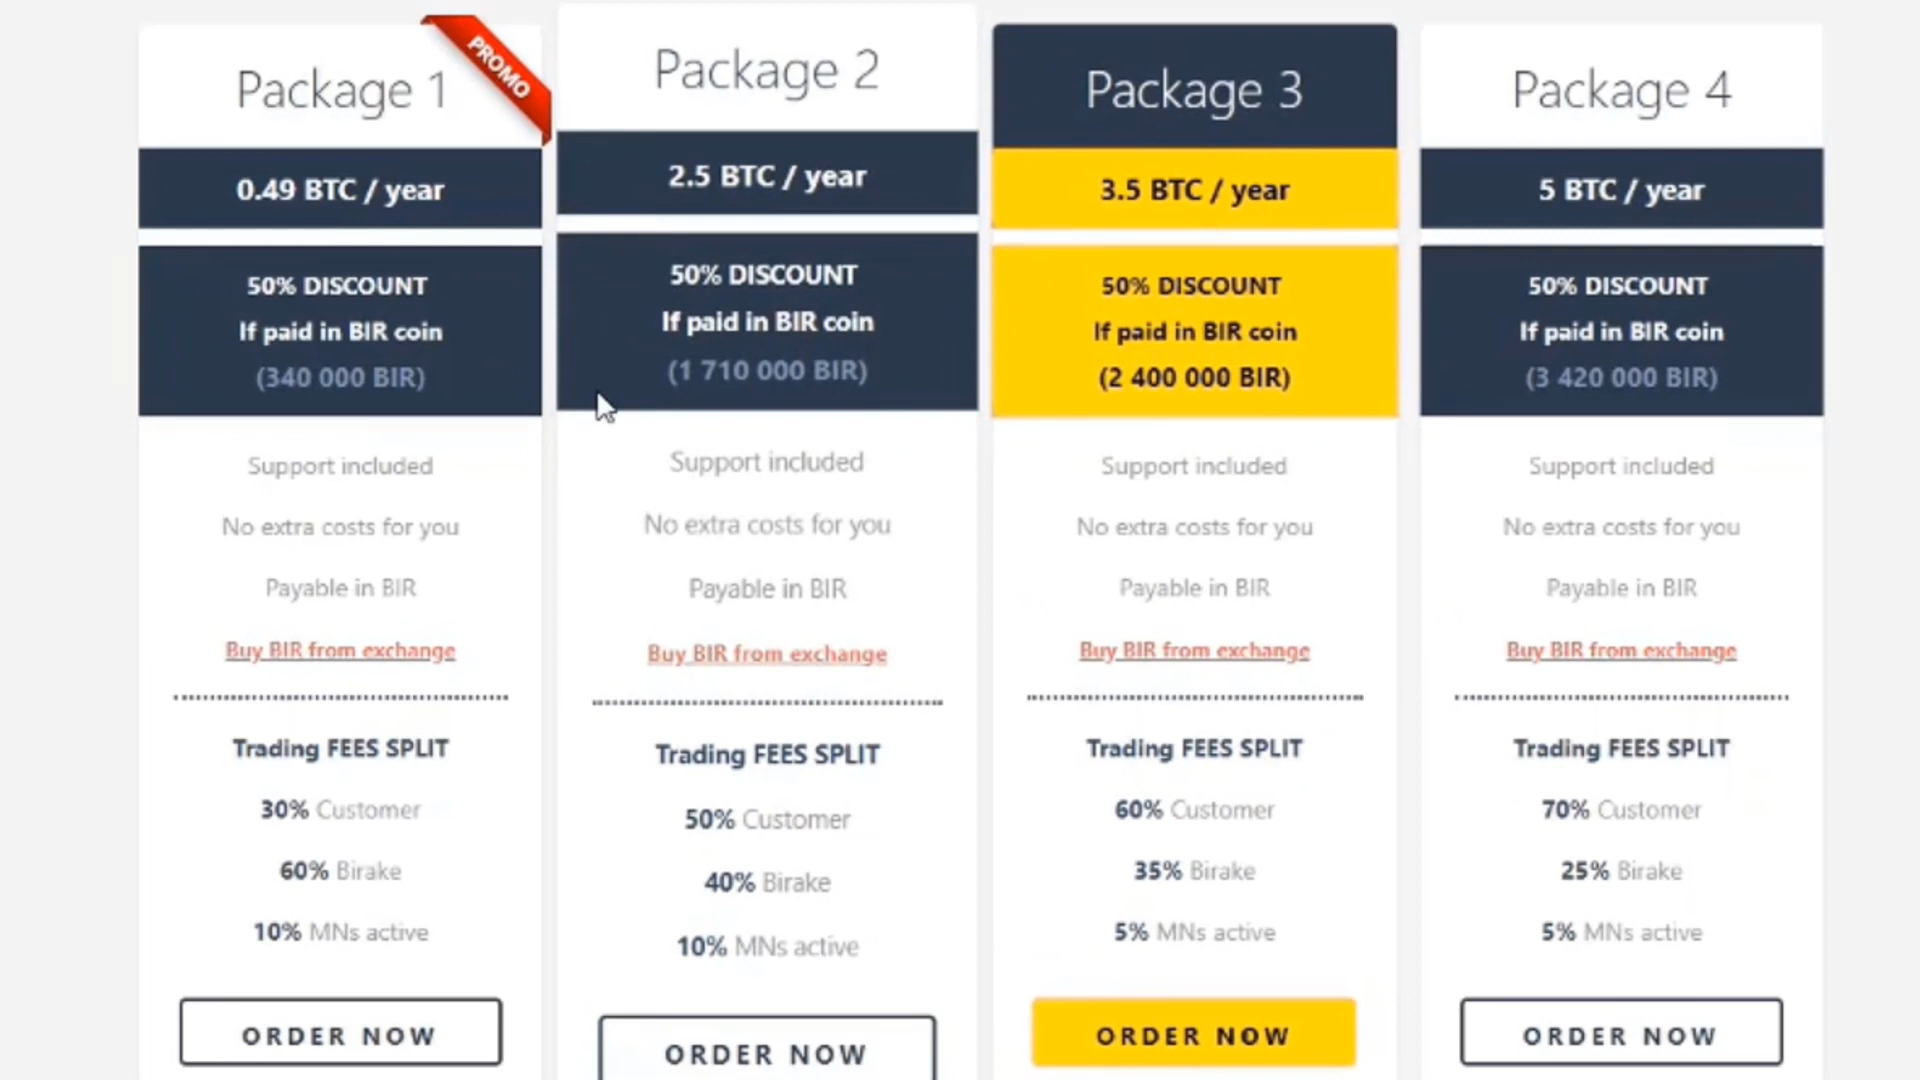 Package 1
PROMO
0.49 BTC / year
50% DISCOUNT
If paid in BIR coin
(340 000 BIR)
Support included
No extra costs for you
Payable in BIR
Buy BIR from exchange
Trading FEES SPLIT
30% Customer
60% Birake
10% MNs active
ORDER NOW
Package 2
2.5 BTC / year
50% DISCOUNT
If paid in BIR coin
(1 710 000 BIR)
Support included
No extra costs for you
Payable in BIR
Buy BIR from exchange
Trading FEES SPLIT
50% Customer
40% Birake
10% MNs active
ORDER NOW
Package 3
3.5 BTC / year
50% DISCOUNT
If paid in BIR coin
(2 400 000 BIR)
Support included
No extra costs for you
Payable in BIR
Buy BIR from exchange
Trading FEES SPLIT
60% Customer
35% Birake
5% MNs active
ORDER NOW
Package 4
5 BTC / year
50% DISCOUNT
If paid in BIR coin
(3 420 000 BIR)
Support included
No extra costs for you
Payable in BIR
Buy BIR from exchange
Trading FEES SPLIT
70% Customer
25% Birake
5% MNs active
ORDER NOW